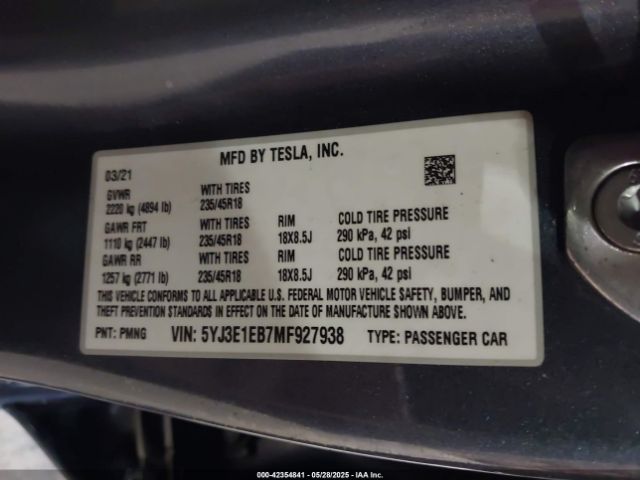 MFD BY TESLA, INC.
03/21
GVWR WITH TIRES
2220 kg (4894 lb) 235/45R18
GAWR FRT WITH TIRES RIM COLD TIRE PRESSURE
1110 kg (2447 lb) 235/45R18 18X8.5J 290 kPa, 42 psi
GAWR RR WITH TIRES RIM COLD TIRE PRESSURE
1257 kg (2771 lb) 235/45R18 18X8.5J 290 kPa, 42 psi
THIS VEHICLE CONFORMS TO ALL APPLICABLE U.S. FEDERAL MOTOR VEHICLE SAFETY, BUMPER, AND
THEFT PREVENTION STANDARDS IN EFFECT ON THE DATE OF MANUFACTURE SHOWN ABOVE.
PNT: PMNG VIN: 5YJ3E1EB7MF927938 TYPE: PASSENGER CAR
000-42354841 - 05/28/2025 - IAA Inc.